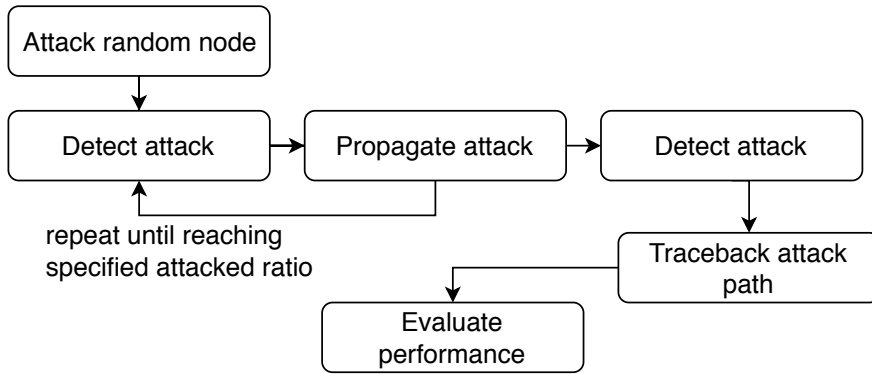 Attack random node
Detect attack
Propagate attack
Detect attack
repeat until reaching
specified attacked ratio
Traceback attack
path
Evaluate
performance